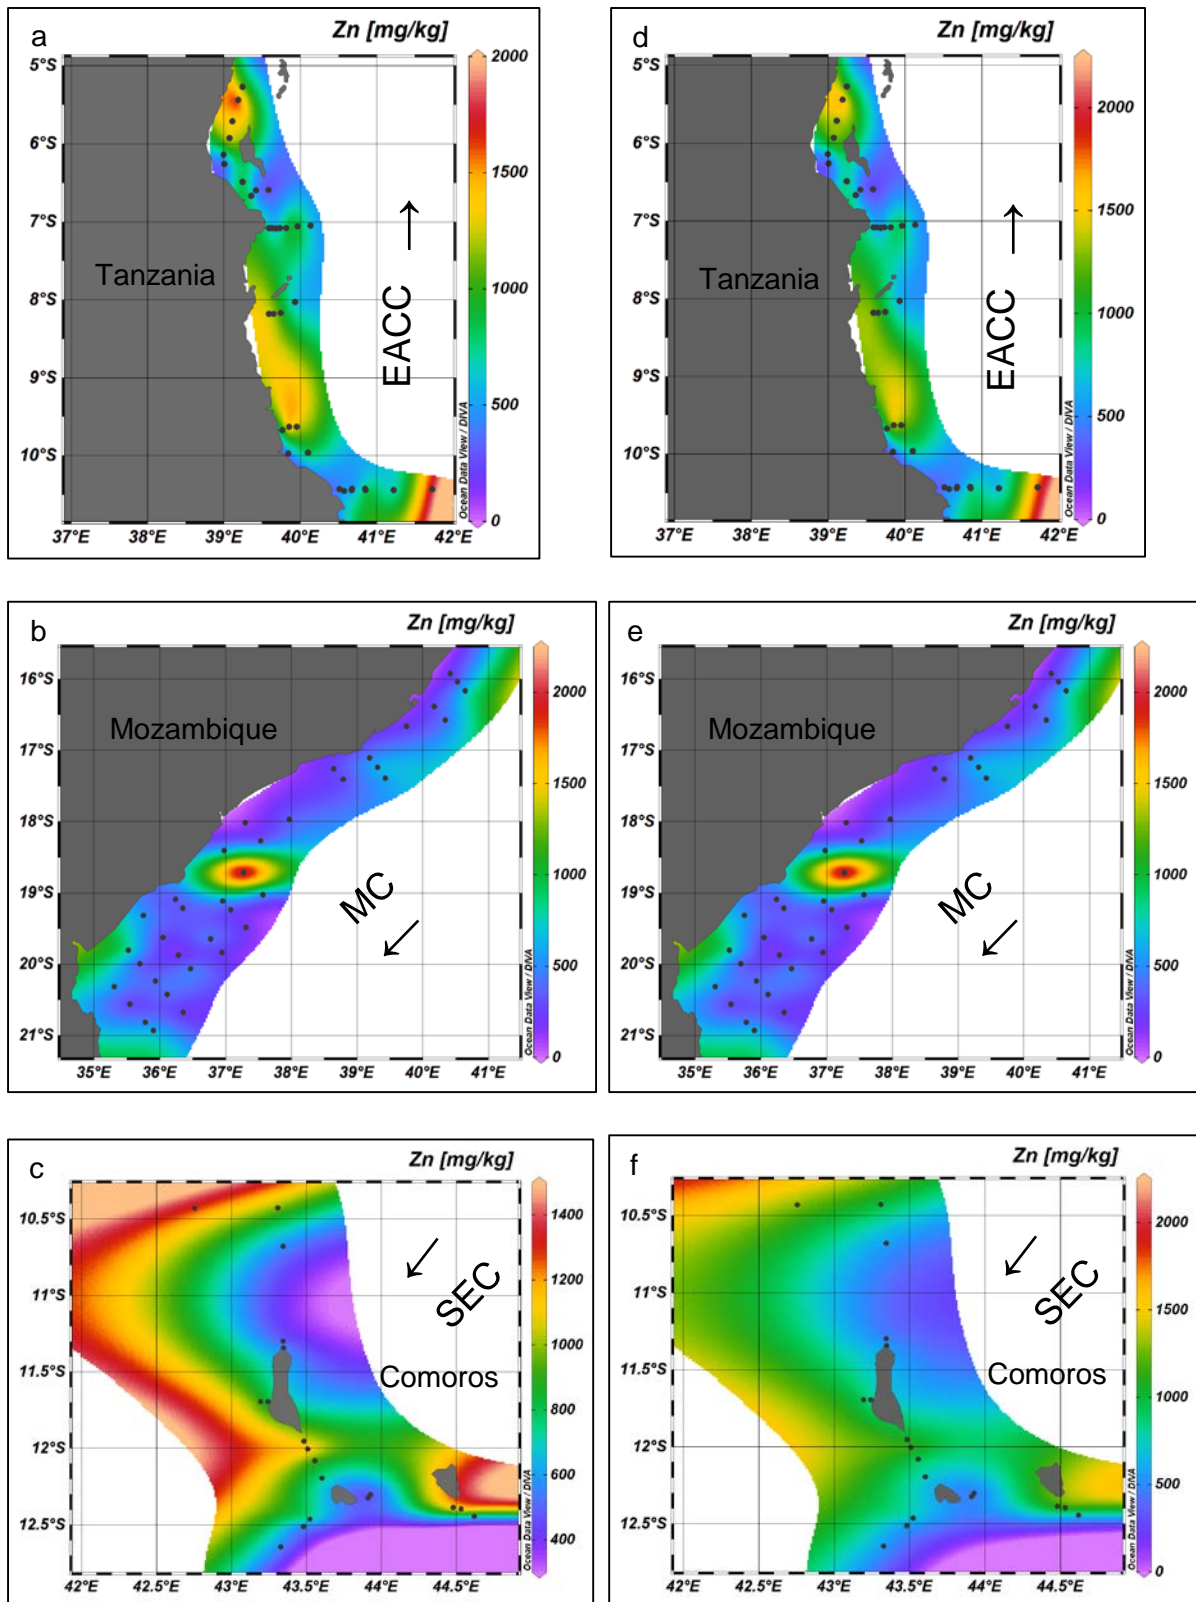 a
Zn [mg/kg]
5°S
6°S
7°S
8°S
9°S
10°S
Tanzania
EACC
2000
1500
1000
500
0
Ocean Data View / DIVA
37°E 38°E 39°E 40°E 41°E 42°E
d
Zn [mg/kg]
5°S
6°S
7°S
8°S
9°S
10°S
Tanzania
EACC
2000
1500
1000
500
0
Ocean Data View / DIVA
37°E 38°E 39°E 40°E 41°E 42°E
b
Zn [mg/kg]
16°S
17°S
18°S
19°S
20°S
21°S
Mozambique
MC
2000
1500
1000
500
0
Ocean Data View / DIVA
35°E 36°E 37°E 38°E 39°E 40°E 41°E
e
Zn [mg/kg]
16°S
17°S
18°S
19°S
20°S
21°S
Mozambique
MC
2000
1500
1000
500
0
Ocean Data View / DIVA
35°E 36°E 37°E 38°E 39°E 40°E 41°E
c
Zn [mg/kg]
10.5°S
11°S
11.5°S
12°S
12.5°S
SEC
Comoros
1400
1200
1000
800
600
400
Ocean Data View / DIVA
42°E 42.5°E 43°E 43.5°E 44°E 44.5°E
f
Zn [mg/kg]
10.5°S
11°S
11.5°S
12°S
12.5°S
SEC
Comoros
2000
1500
1000
500
0
Ocean Data View / DIVA
42°E 42.5°E 43°E 43.5°E 44°E 44.5°E